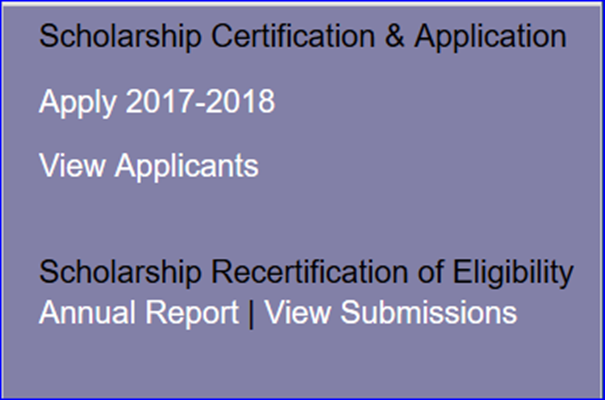 Scholarship Certification & Application
Apply 2017-2018
View Applicants
Scholarship Recertification of Eligibility
Annual Report | View Submissions